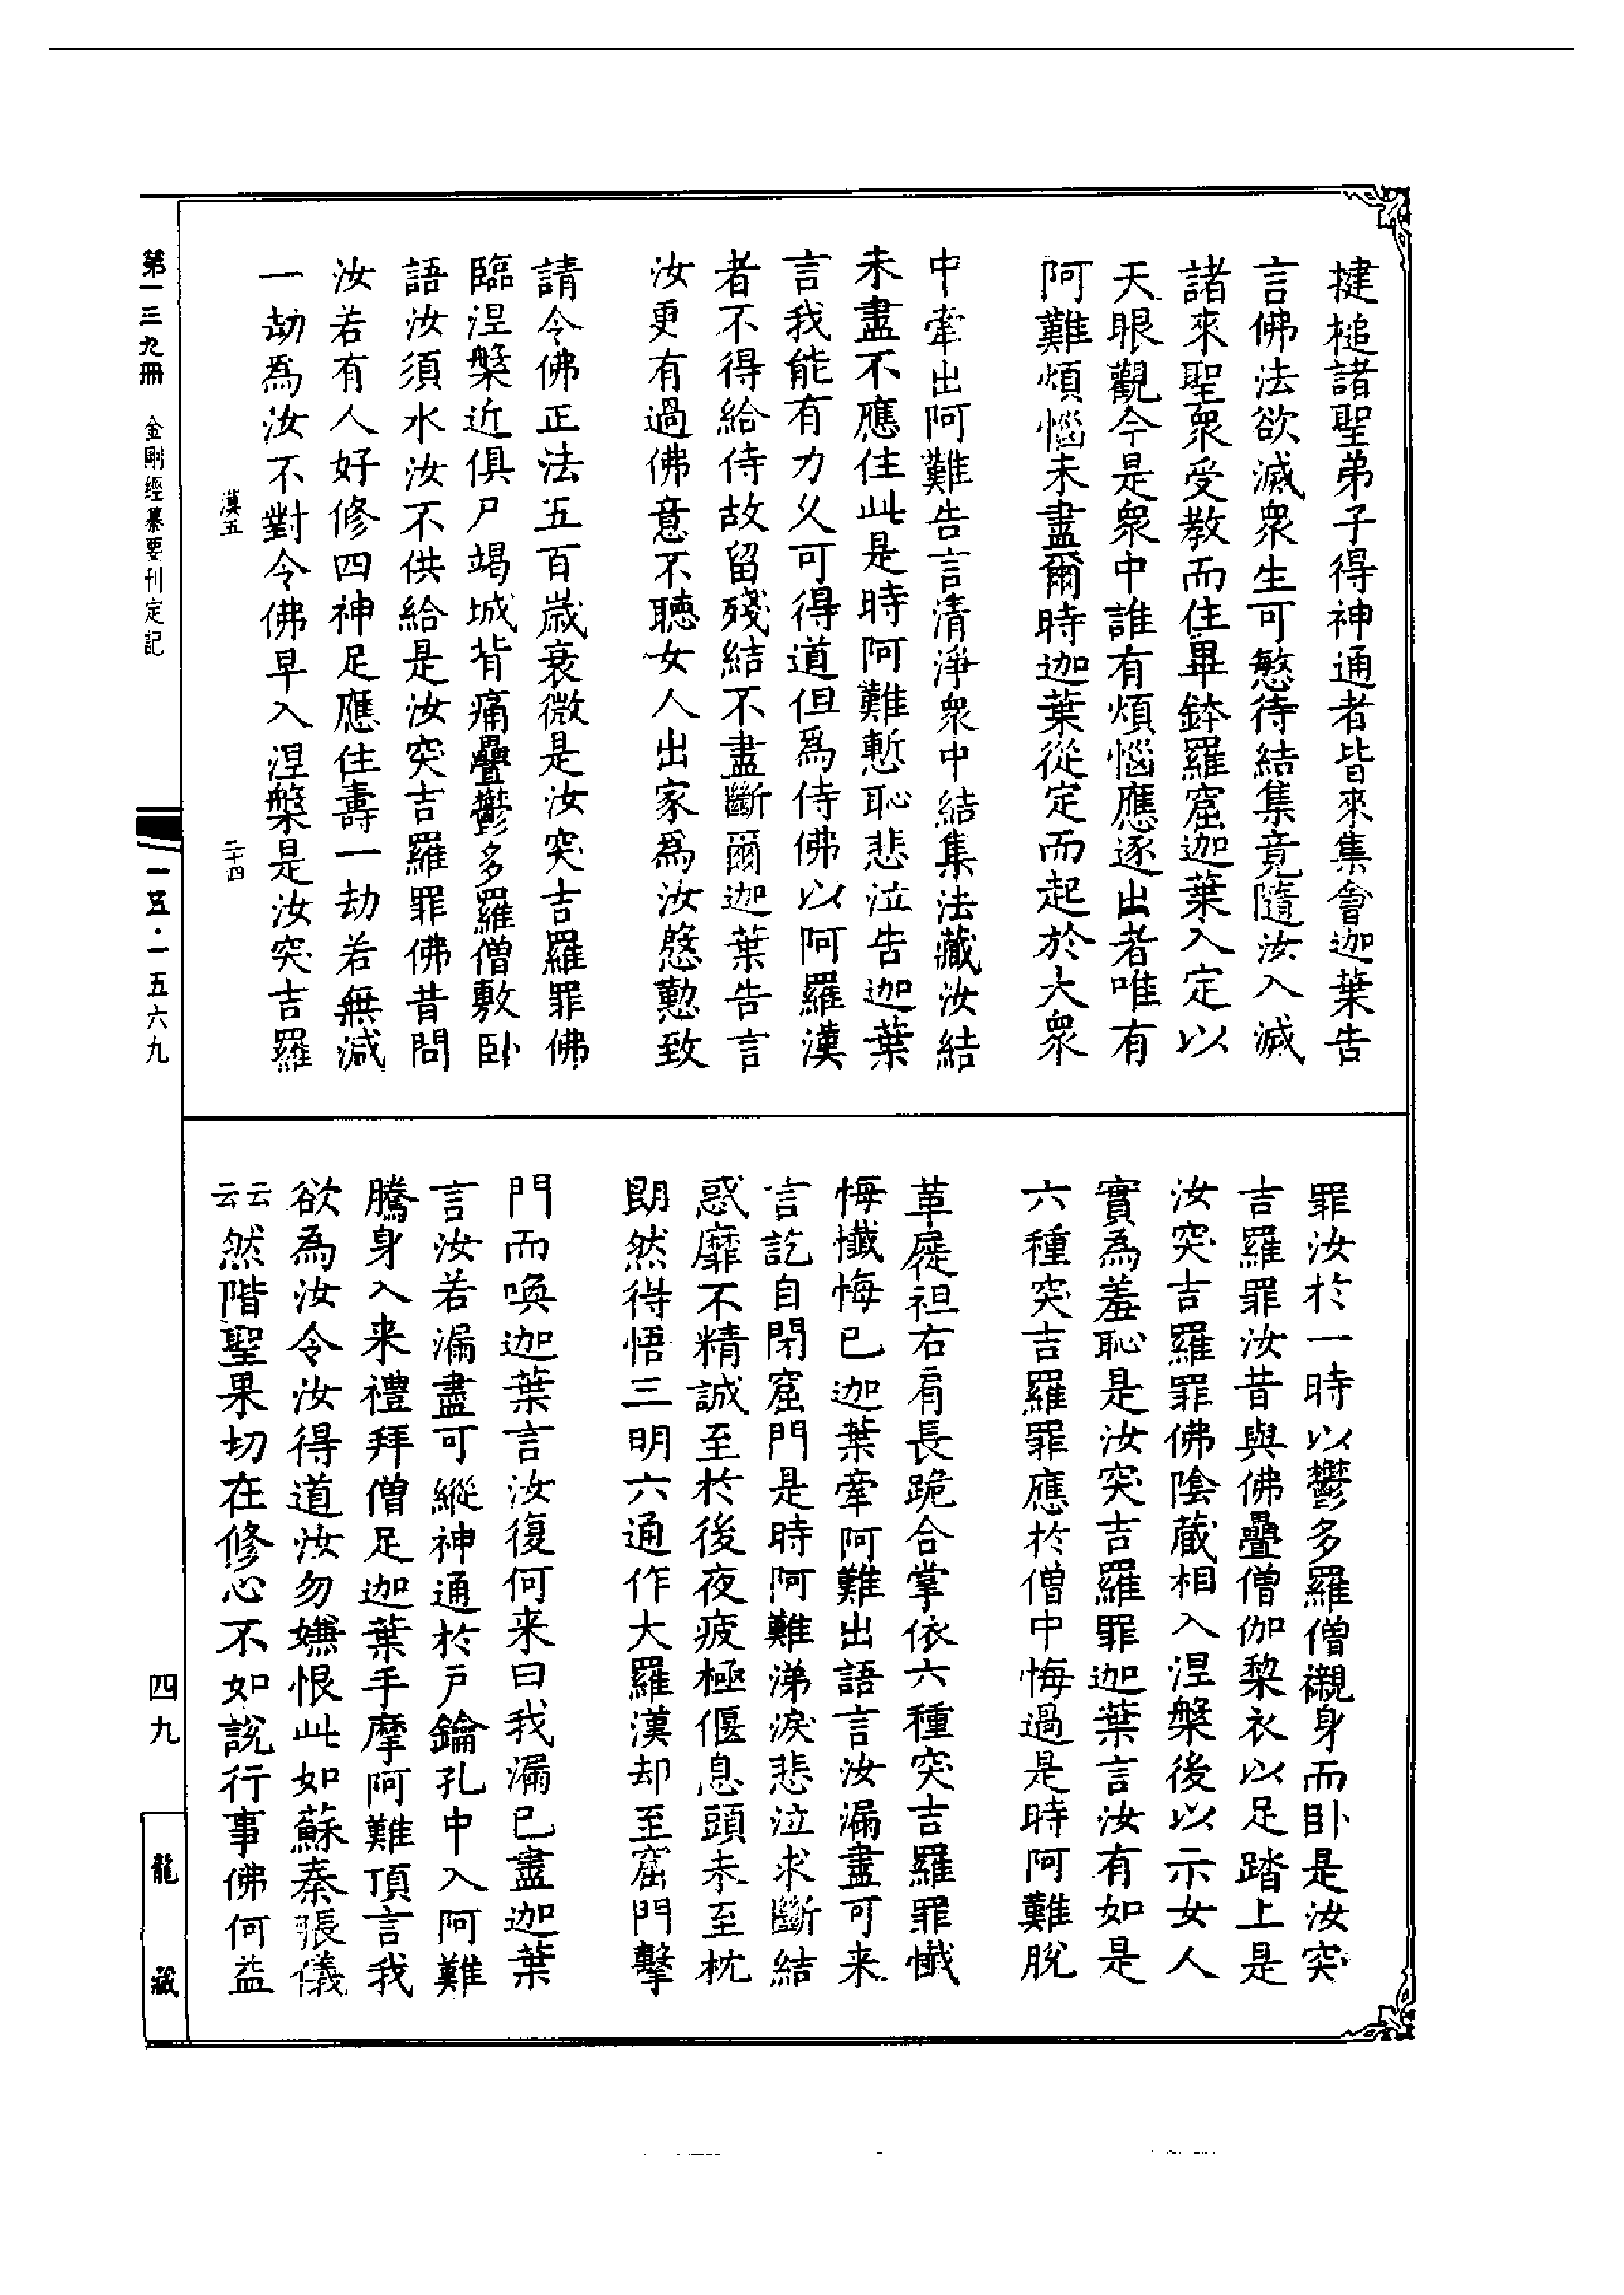 揵槌諸聖弟子得神通者皆來集會迦葉告
言佛法欲滅衆生可愍待結集竟隨汝入滅
諸來聖衆受教而住畢鉢羅窟迦葉入定以
天眼觀今是衆中誰有煩惱應逐出者唯有
阿難煩惱未盡爾時迦葉從定而起於大衆
中牽出阿難告言清淨衆中結集法藏汝結
未盡不應住此是時阿難慙恥悲泣告迦葉
言我能有力久可得道但爲侍佛以阿羅漢
者不得給侍故留殘結不盡斷爾迦葉告言
汝更有過佛意不聽女人出家爲汝慇懃致
請令佛正法五百歲衰微是汝突吉羅罪佛
臨涅槃近俱尸竭城背痛疊鬱多羅僧敷卧
語汝須水汝不供給是汝突吉羅罪佛昔問
汝若有人好修四神足應住壽一劫若無減
一劫爲汝不對令佛早入涅槃是汝突吉羅
漢五
二十四
罪汝於一時以鬱多羅僧襯身而卧是汝突
吉羅罪汝昔與佛疊僧伽黎衣以足踏上是
汝突吉羅罪佛陰藏相入涅槃後以示女人
實為羞恥是汝突吉羅罪迦葉言汝有如是
六種突吉羅罪應於僧中悔過是時阿難脫
革屣袒右肩長跪合掌依六種突吉羅罪懺
悔懺悔已迦葉牽阿難出語言汝漏盡可来
言訖自閉窟門是時阿難涕淚悲泣求斷結
惑靡不精誠至於後夜疲極偃息頭未至枕
朗然得悟三明六通作大羅漢却至窟門擊
門而喚迦葉言汝復何来曰我漏已盡迦葉
言汝若漏盡可縱神通於戶鑰孔中入阿難
騰身入来禮拜僧足迦葉手摩阿難頂言我
欲為汝令汝得道汝勿嫌恨此如蘇秦張儀
云云然階聖果切在修心不如說行事佛何益
第一三九冊
金剛經纂要刊定記
一五·一五六九
四九
龍藏